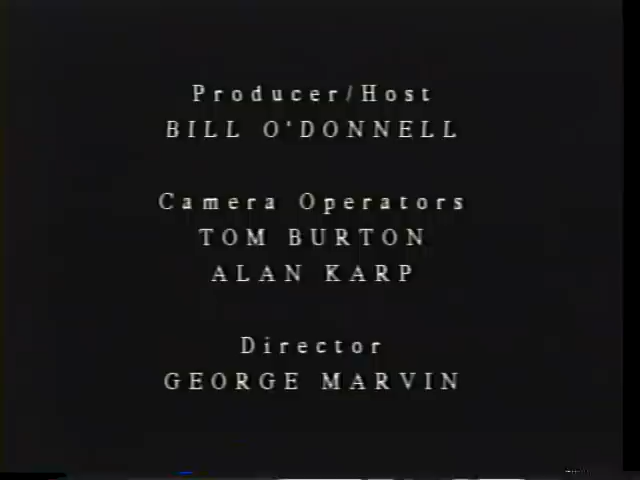 Producer/Host
BILL O'DONNELL
Camera Operators
TOM BURTON
ALAN KARP
Director
GEORGE MARVIN